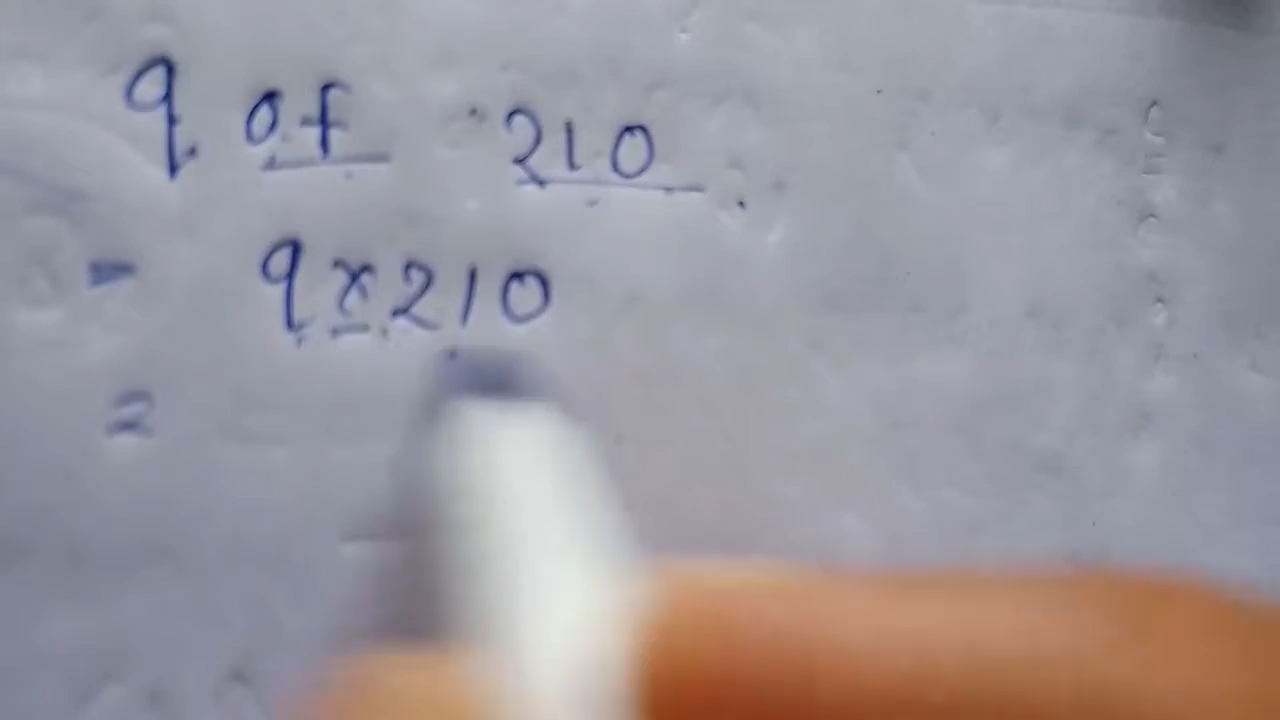 9 of 210
= 9x210
=